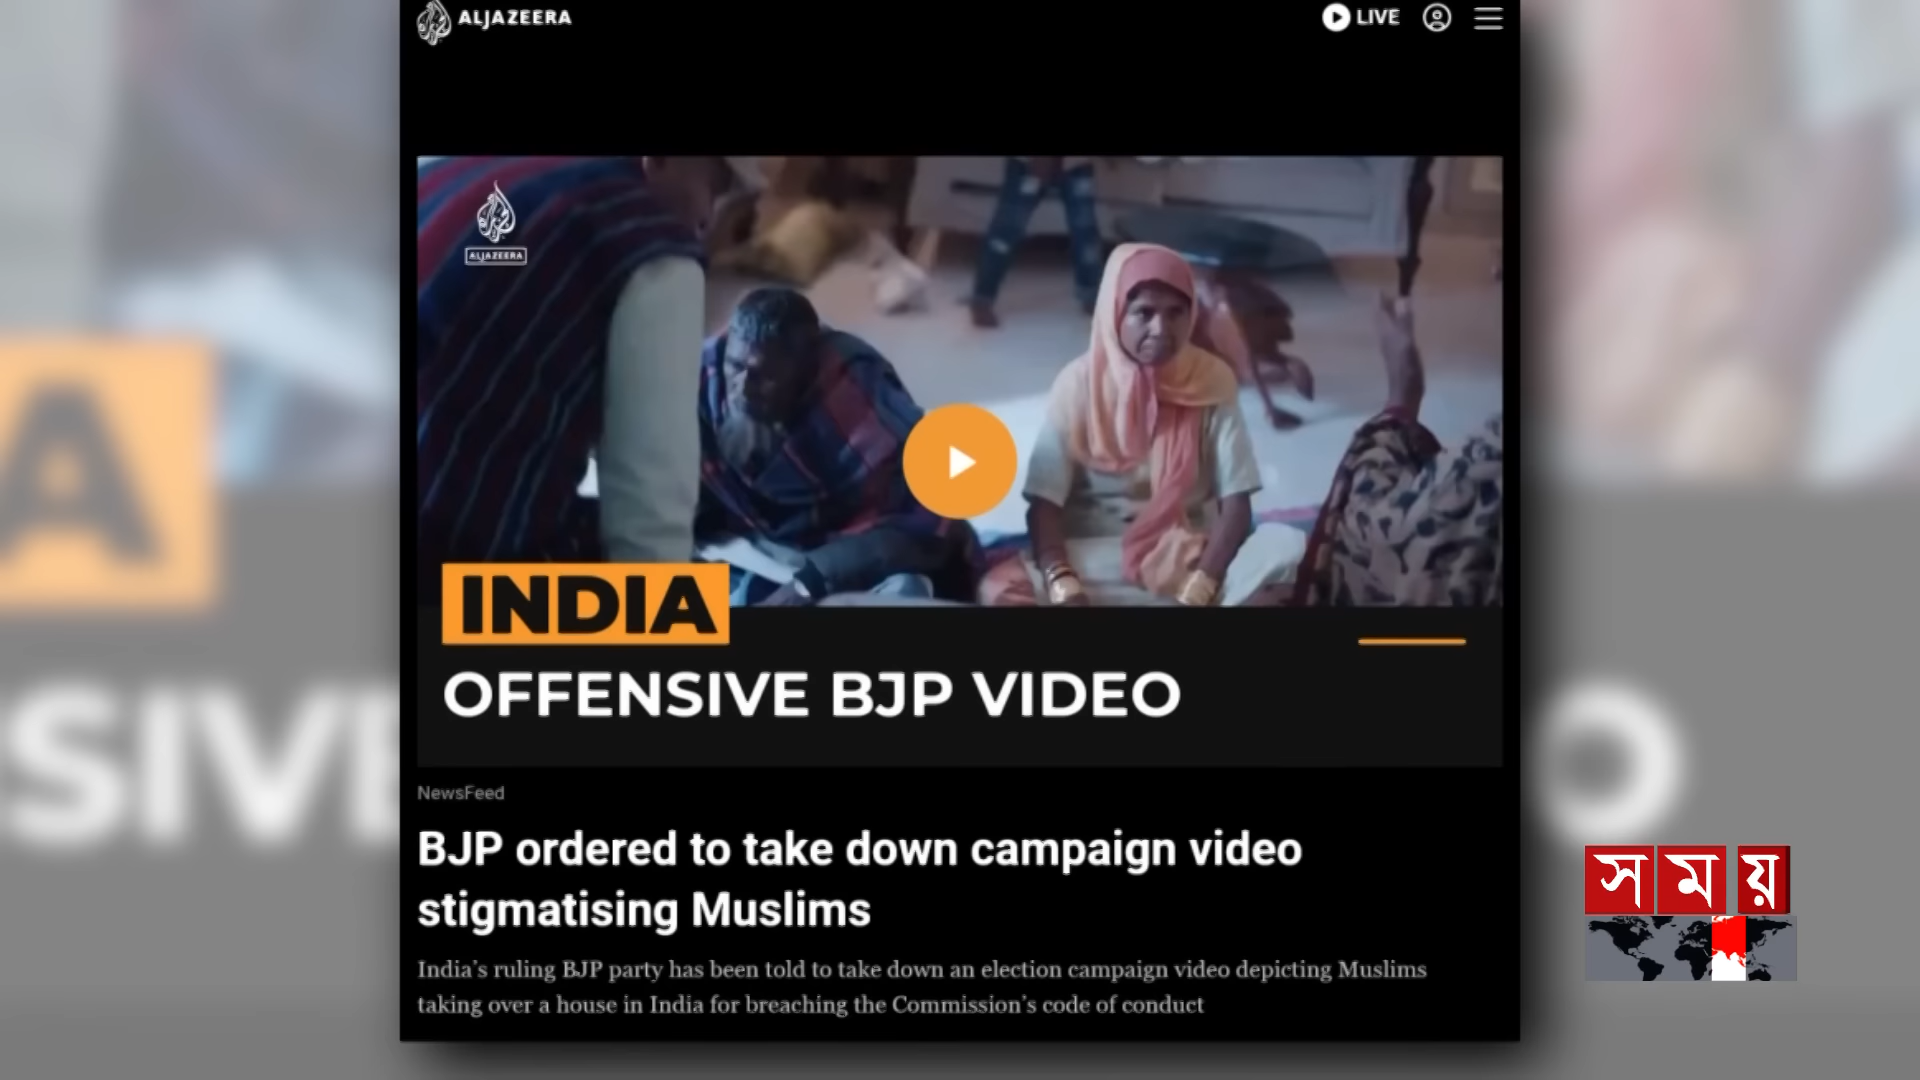 ALJAZEERA
LIVE
ALJAZEERA
INDIA
OFFENSIVE BJP VIDEO
NewsFeed
BJP ordered to take down campaign video
stigmatising Muslims
India's ruling BJP party has been told to take down an election campaign video depicting Muslims
taking over a house in India for breaching the Commission's code of conduct
A
SIVE
O
সময়